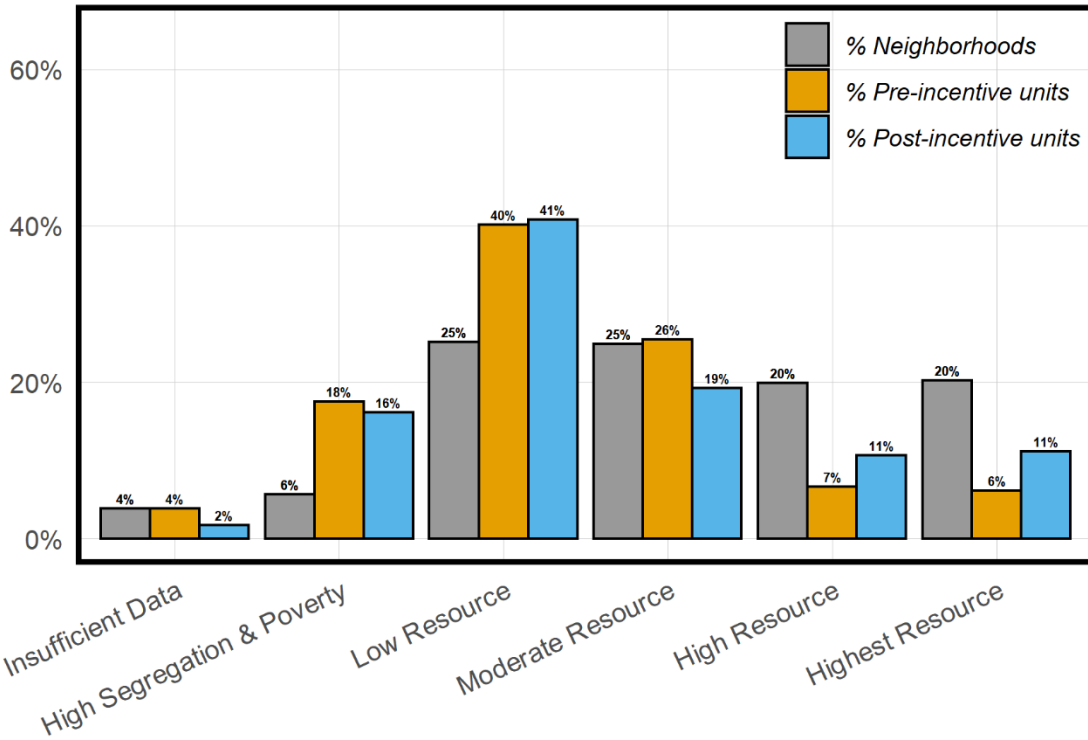 % Neighborhoods
% Pre-incentive units
% Post-incentive units
60%
40%
20%
0%
4%
4%
2%
6%
18%
16%
25%
40%
41%
25%
26%
19%
20%
7%
11%
20%
6%
11%
Insufficient Data
High Segregation & Poverty
Low Resource
Moderate Resource
High Resource
Highest Resource